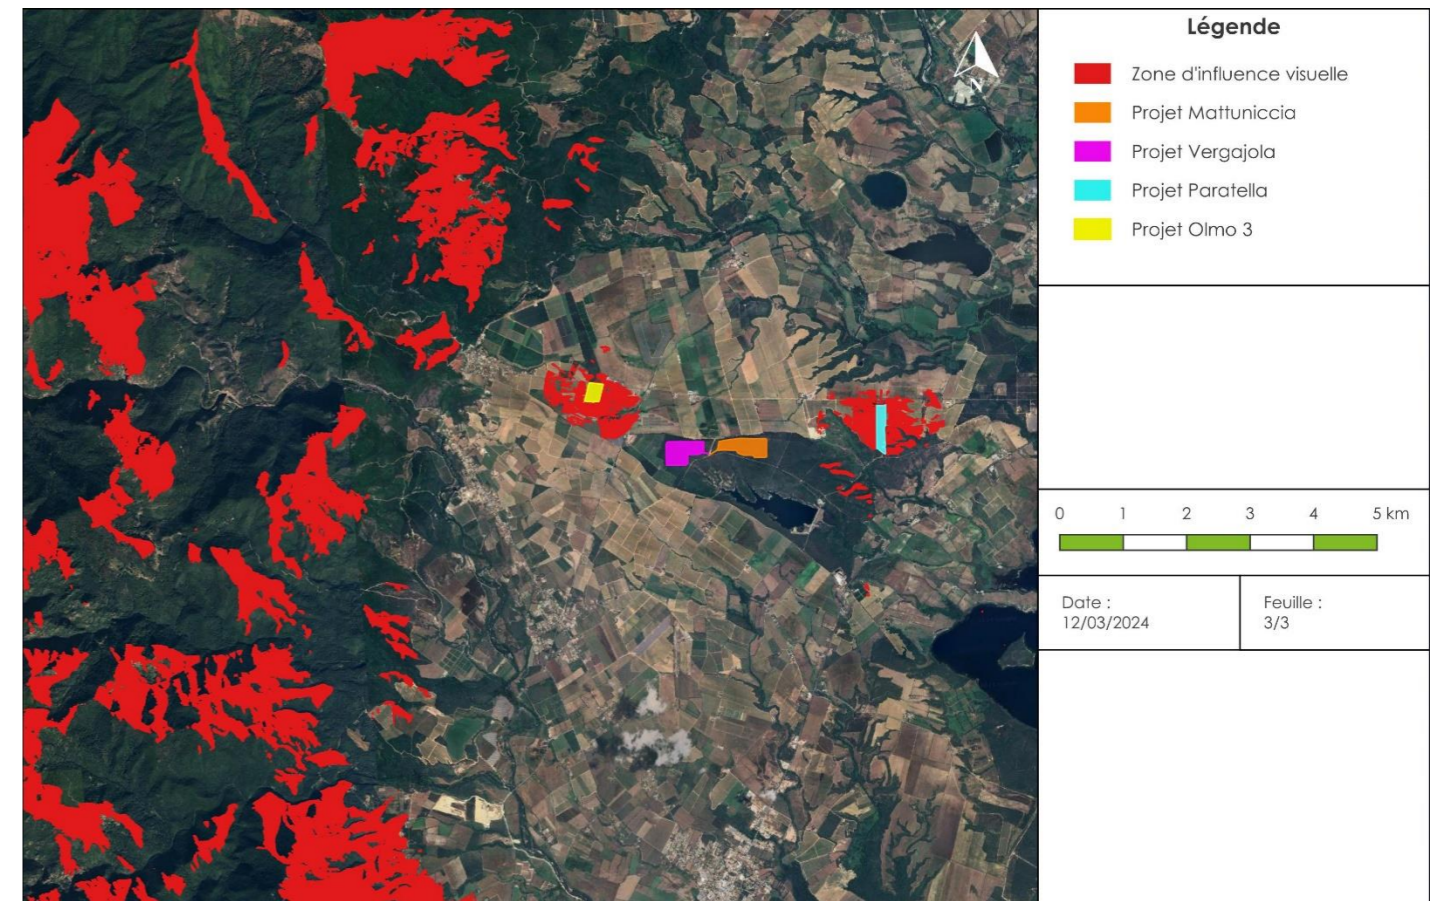 Légende
Zone d'influence visuelle
Projet Mattuniccia
Projet Vergajola
Projet Paratella
Projet Olmo 3
N
0 1 2 3 4 5 km
Date :
12/03/2024
Feuille :
3/3